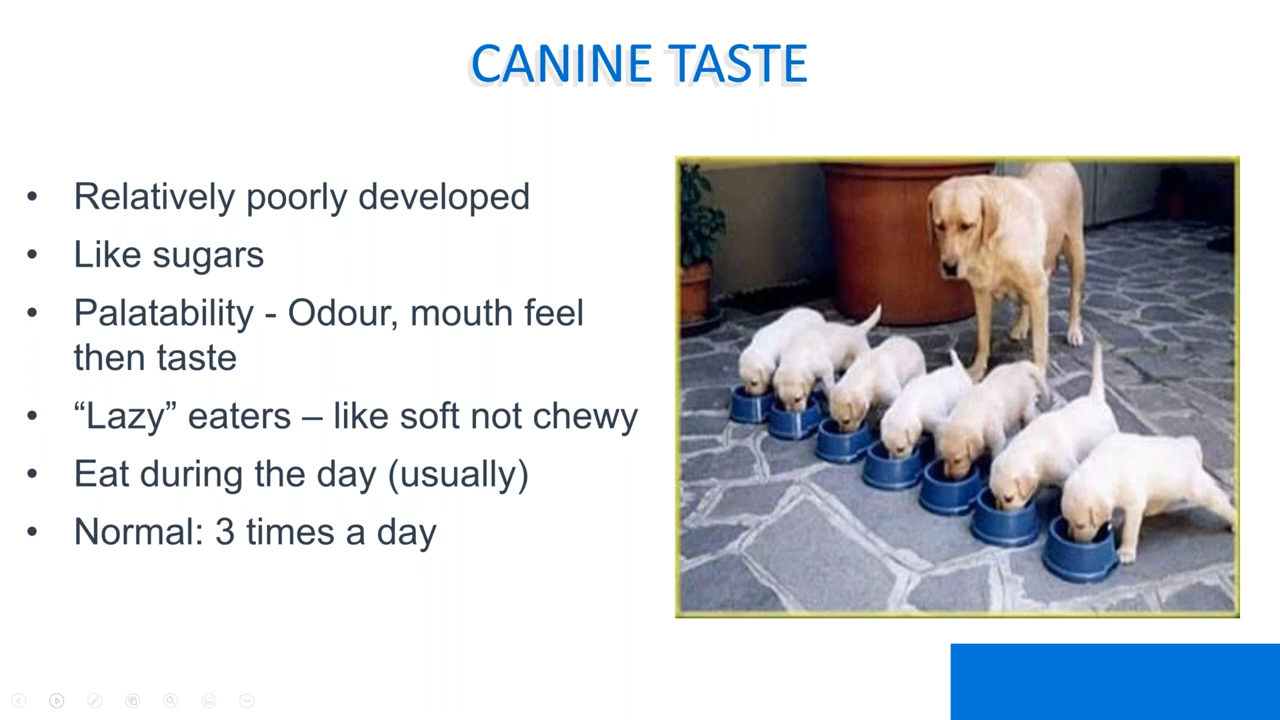 CANINE TASTE
• Relatively poorly developed
• Like sugars
• Palatability - Odour, mouth feel
then taste
• “Lazy” eaters – like soft not chewy
• Eat during the day (usually)
• Normal: 3 times a day